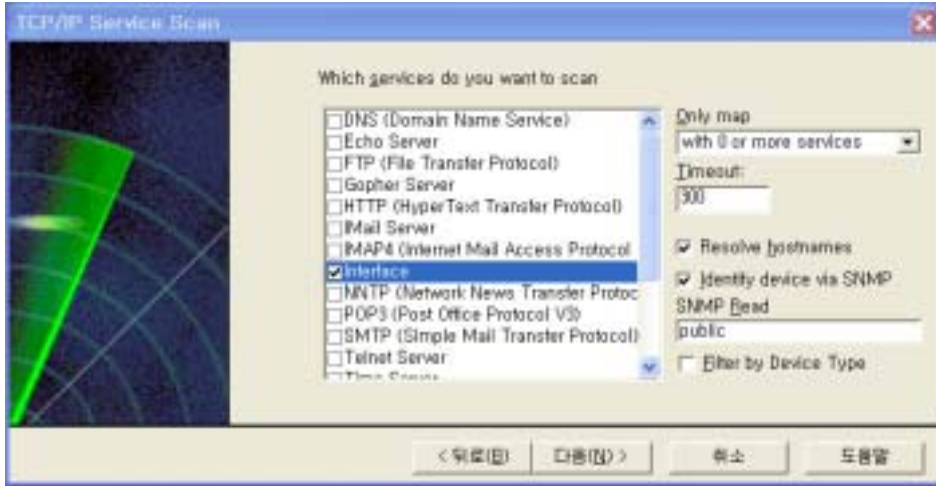 TCP/IP Service Scan
Which services do you want to scan
DNS (Domain Name Service)
Echo Server
FTP (File Transfer Protocol)
Gopher Server
HTTP (HyperText Transfer Protocol)
IMail Server
IMAP4 (Internet Mail Access Protocol
Interface
NNTP (Network News Transfer Protoc
POP3 (Post Office Protocol V3)
SMTP (Simple Mail Transfer Protocol)
Telnet Server
Time Server
Only map
with 0 or more services
Timeout:
300
Resolve hostnames
Identity device via SNMP
SNMP Read
public
Filter by Device Type
< 뒤로(B)
다음(N) >
취소
도움말